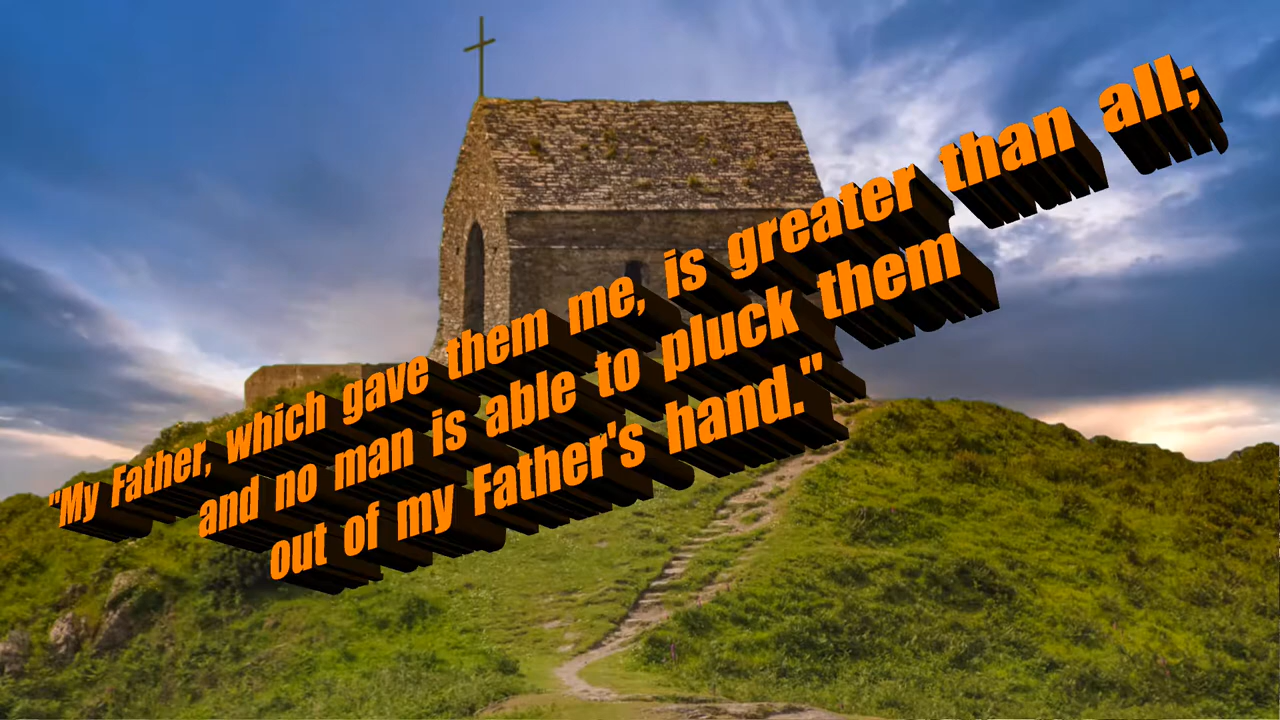 "My Father, which gave them me, is greater than all;
and no man is able to pluck them
out of my Father's hand."